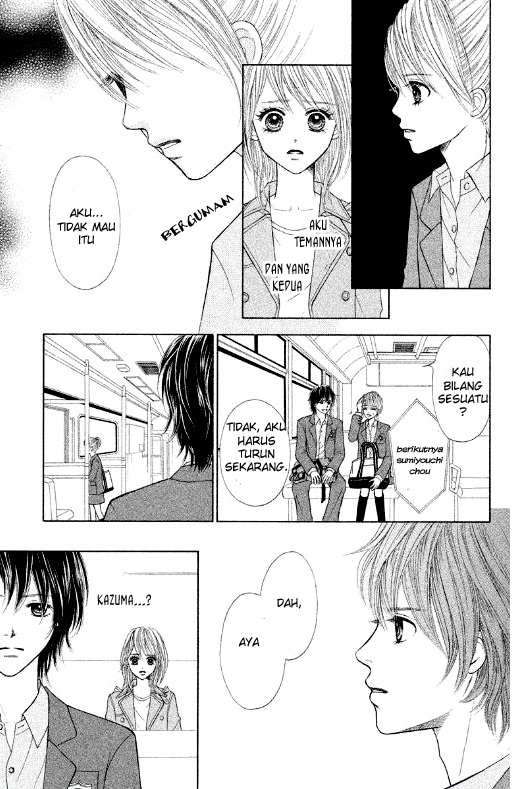 AKU
TEMANNYA
DAN YANG
KEDUA
BERGUMAM
AKU...
TIDAK MAU
ITU
KAU
BILANG
SESUATU
?
berikutnya
sumiyouchi
chou
TIDAK, AKU
HARUS
TURUN
SEKARANG.
DAH,
AYA
KAZUMA...?